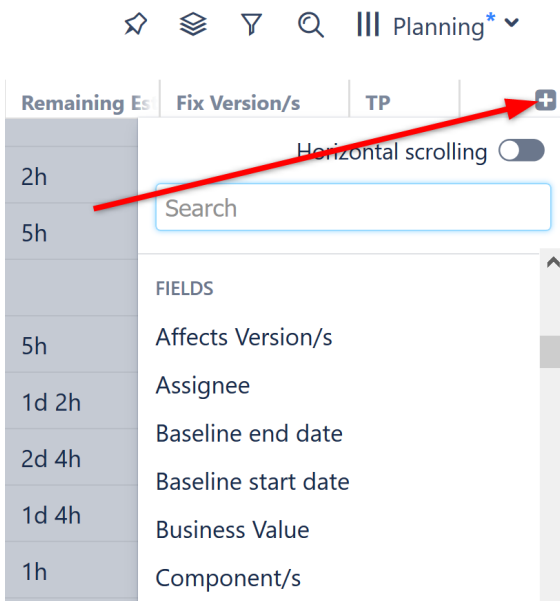 Planning*
Remaining Es Fix Version/s TP
Horizontal scrolling
2h
Search
5h
FIELDS
5h
Affects Version/s
Assignee
1d 2h
Baseline end date
2d 4h
Baseline start date
1d 4h
Business Value
1h
Component/s